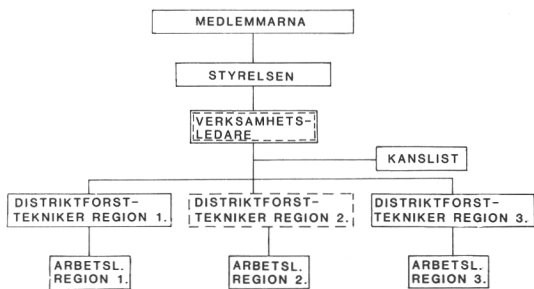 MEDLEMMARNA
STYRELSEN
VERKSAMHETS-
LEDARE
KANSLIST
DISTRIKTFORST-
TEKNIKER REGION 1.
DISTRIKTFORST-
TEKNIKER REGION 2.
DISTRIKTFORST-
TEKNIKER REGION 3.
ARBETSL.
REGION 1.
ARBETSL.
REGION 2.
ARBETSL.
REGION 3.